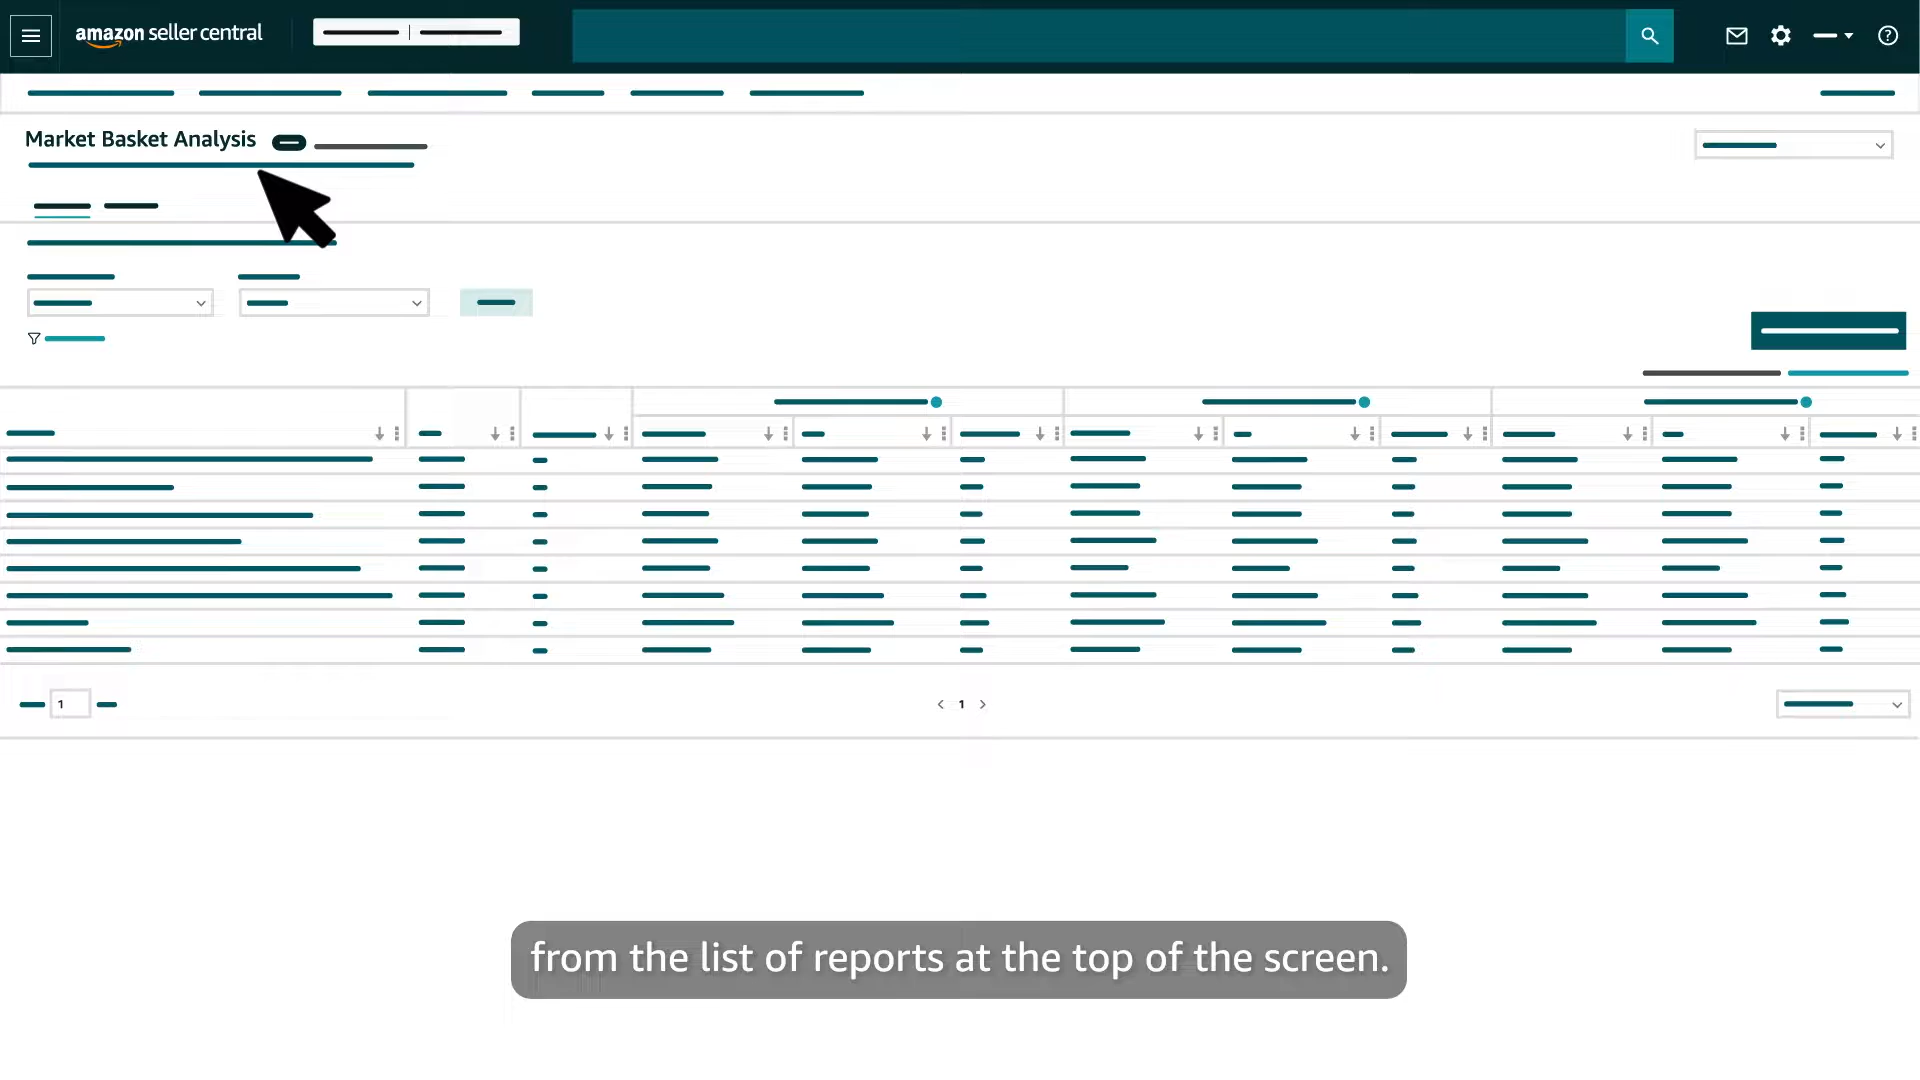 amazon seller central
Market Basket Analysis
1
1
from the list of reports at the top of the screen.